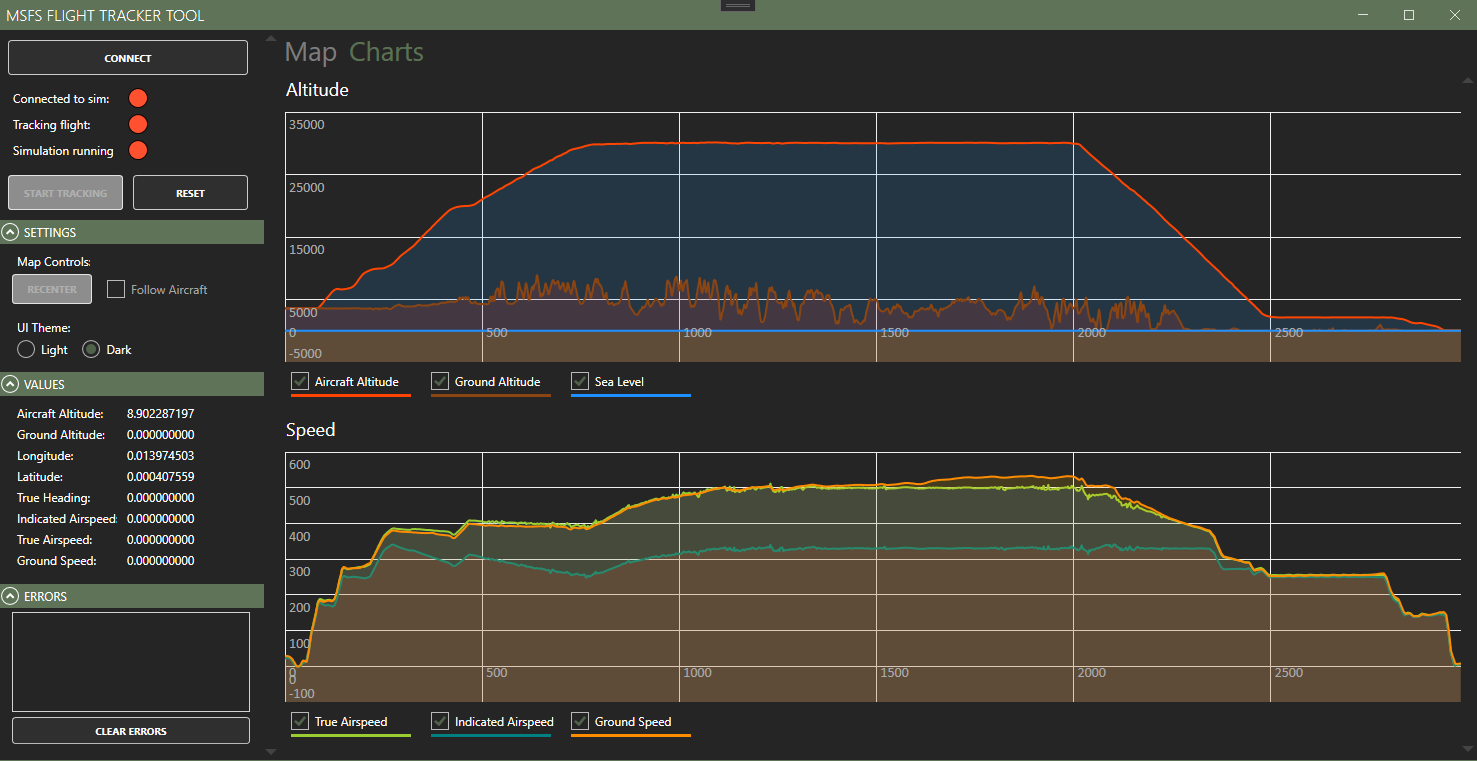 MSFS FLIGHT TRACKER TOOL
CONNECT
Connected to sim:
Tracking flight:
Simulation running
START TRACKING RESET
SETTINGS
Map Controls:
RECENTER Follow Aircraft
UI Theme:
Light Dark
VALUES
Aircraft Altitude: 8.902287197
Ground Altitude: 0.000000000
Longitude: 0.013974503
Latitude: 0.000407559
True Heading: 0.000000000
Indicated Airspeed: 0.000000000
True Airspeed: 0.000000000
Ground Speed: 0.000000000
ERRORS
CLEAR ERRORS
Map Charts
Altitude
35000
25000
15000
5000
0 500 1000 1500 2000 2500
-5000
Aircraft Altitude Ground Altitude Sea Level
Speed
600
500
400
300
200
100
0 500 1000 1500 2000 2500
0
-100
True Airspeed Indicated Airspeed Ground Speed